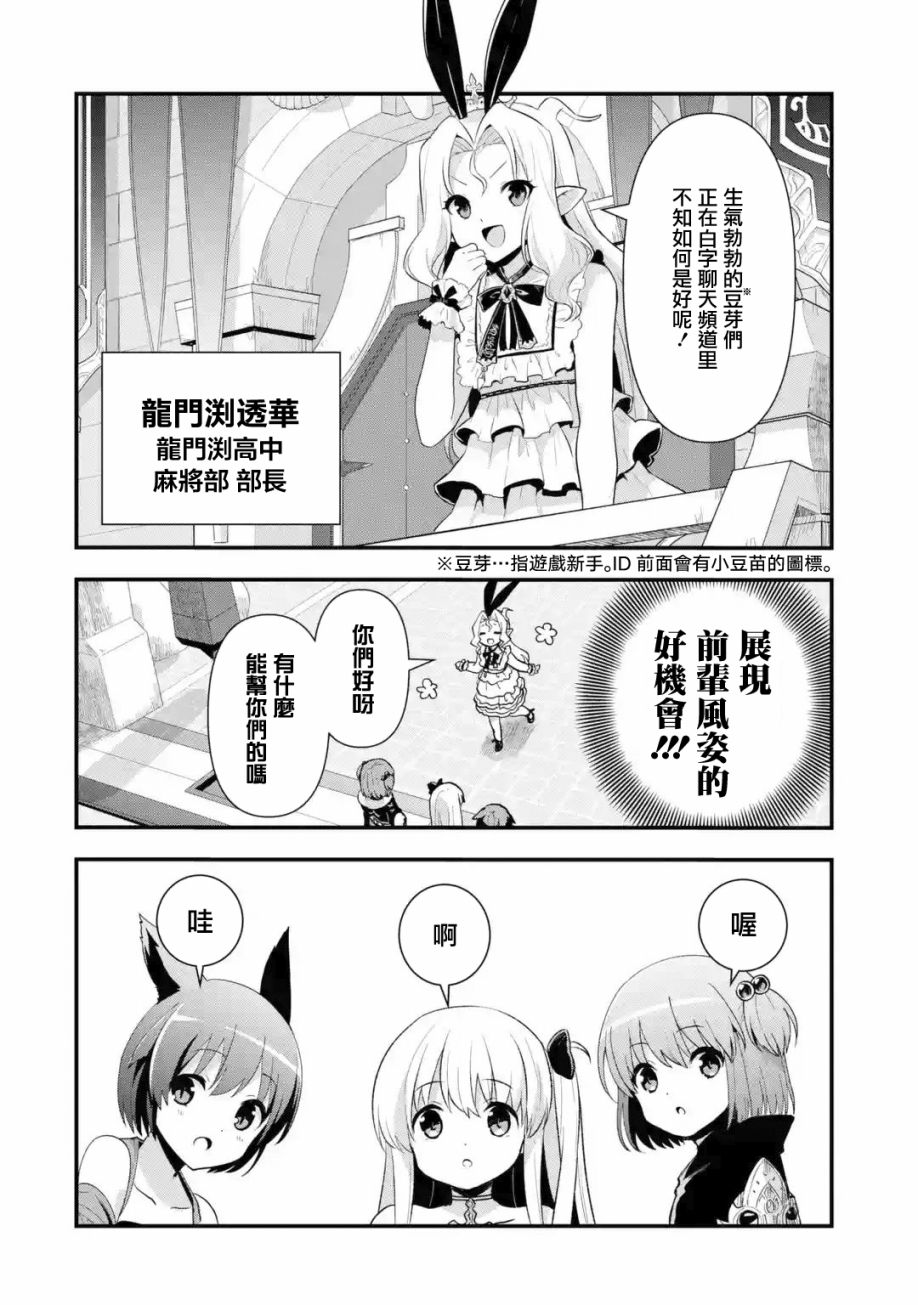 生氣勃勃的豆芽們※
正在白字聊天頻道里
不知如何是好呢！
龍門渕透華
龍門渕高中
麻將部 部長
※豆芽…指遊戲新手。ID 前面會有小豆苗的圖標。
展現
前輩風姿的
好機會!!!
你們好呀
有什麼
能幫你們的嗎
喔
啊
哇